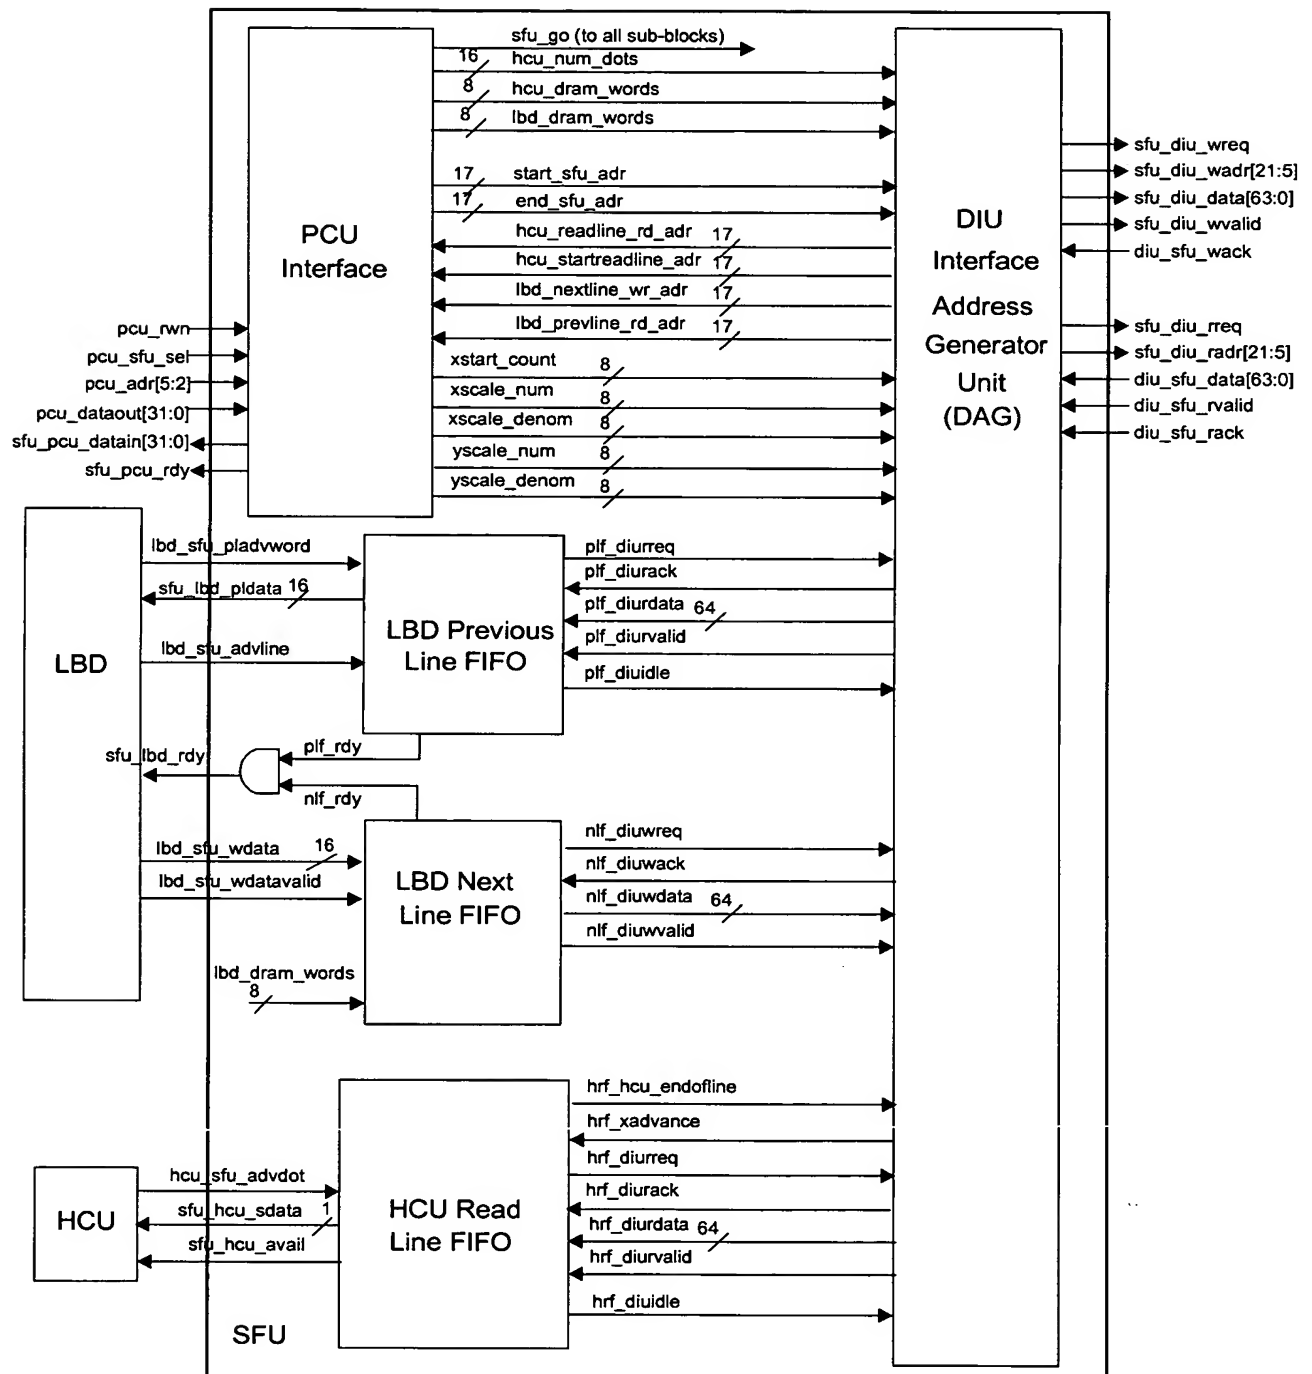 sfu_go (to all sub-blocks)
16 hcu_num_dots
8 hcu_dram_words
8 lbd_dram_words
17 start_sfu_adr
17 end_sfu_adr
hcu_readline_rd_adr 17
hcu_startreadline_adr 17
lbd_nextline_wr_adr 17
lbd_prevline_rd_adr 17
xstart_count 8
xscale_num 8
xscale_denom 8
yscale_num 8
yscale_denom 8
PCU
Interface
pcu_rwn
pcu_sfu_sel
pcu_adr[5:2]
pcu_dataout[31:0]
sfu_pcu_datain[31:0]
sfu_pcu_rdy
DIU
Interface
Address
Generator
Unit
(DAG)
sfu_diu_wreq
sfu_diu_wadr[21:5]
sfu_diu_data[63:0]
sfu_diu_wvalid
diu_sfu_wack
sfu_diu_rreq
sfu_diu_radr[21:5]
diu_sfu_data[63:0]
diu_sfu_rvalid
diu_sfu_rack
LBD
lbd_sfu_pladvword
sfu_lbd_pldata 16
lbd_sfu_advline
LBD Previous
Line FIFO
plf_diurreq
plf_diurack
plf_diurdata 64
plf_diurvalid
plf_diuidle
sfu_lbd_rdy
plf_rdy
nlf_rdy
lbd_sfu_wdata 16
lbd_sfu_wdatavalid
lbd_dram_words
8
LBD Next
Line FIFO
nlf_diuwreq
nlf_diuwack
nlf_diuwdata 64
nlf_diuwvalid
HCU
hcu_sfu_advdot
sfu_hcu_sdata 1
sfu_hcu_avail
HCU Read
Line FIFO
hrf_hcu_endofline
hrf_xadvance
hrf_diurreq
hrf_diurack
hrf_diurdata 64
hrf_diurvalid
hrf_diuidle
SFU